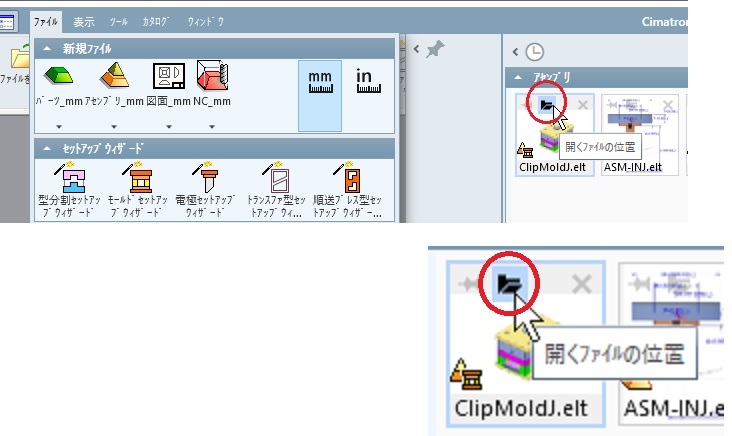 ファイル 表示 ツール カタログ ウィンドウ
Cimatron
ファイルを
新規ファイル
パーツ_mm アセンブリ_mm 図面_mm NC_mm
mm in
セットアップ ウィザード
型分割セットアッ
プウィザード
モールドセットアッ
プウィザード
電極セットアップ
ウィザード
トランスファ型セッ
トアップウィ...
順送プレス型セッ
トアップウィザー...
アセンブリ
開くファイルの位置
ClipMoldJ.elt ASM-INJ.elt
開くファイルの位置
ClipMoldJ.elt ASM-INJ.e